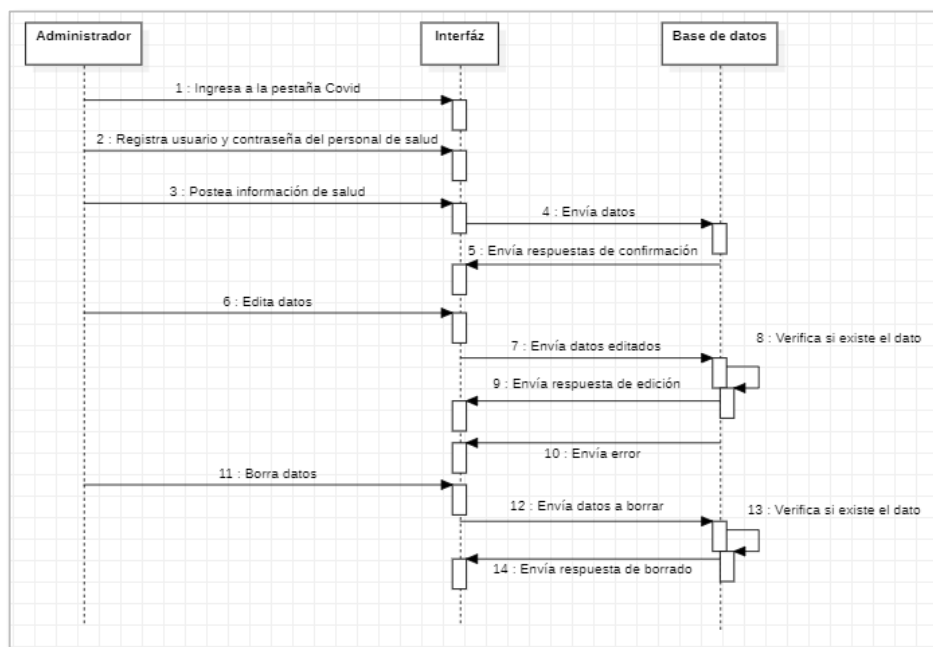 Administrador
Interfáz
Base de datos
1 : Ingresa a la pestaña Covid
2 : Registra usuario y contraseña del personal de salud
3 : Postea información de salud
4 : Envía datos
5 : Envía respuestas de confirmación
6 : Edita datos
7 : Envía datos editados
8 : Verifica si existe el dato
9 : Envía respuesta de edición
10 : Envía error
11 : Borra datos
12 : Envía datos a borrar
13 : Verifica si existe el dato
14 : Envía respuesta de borrado